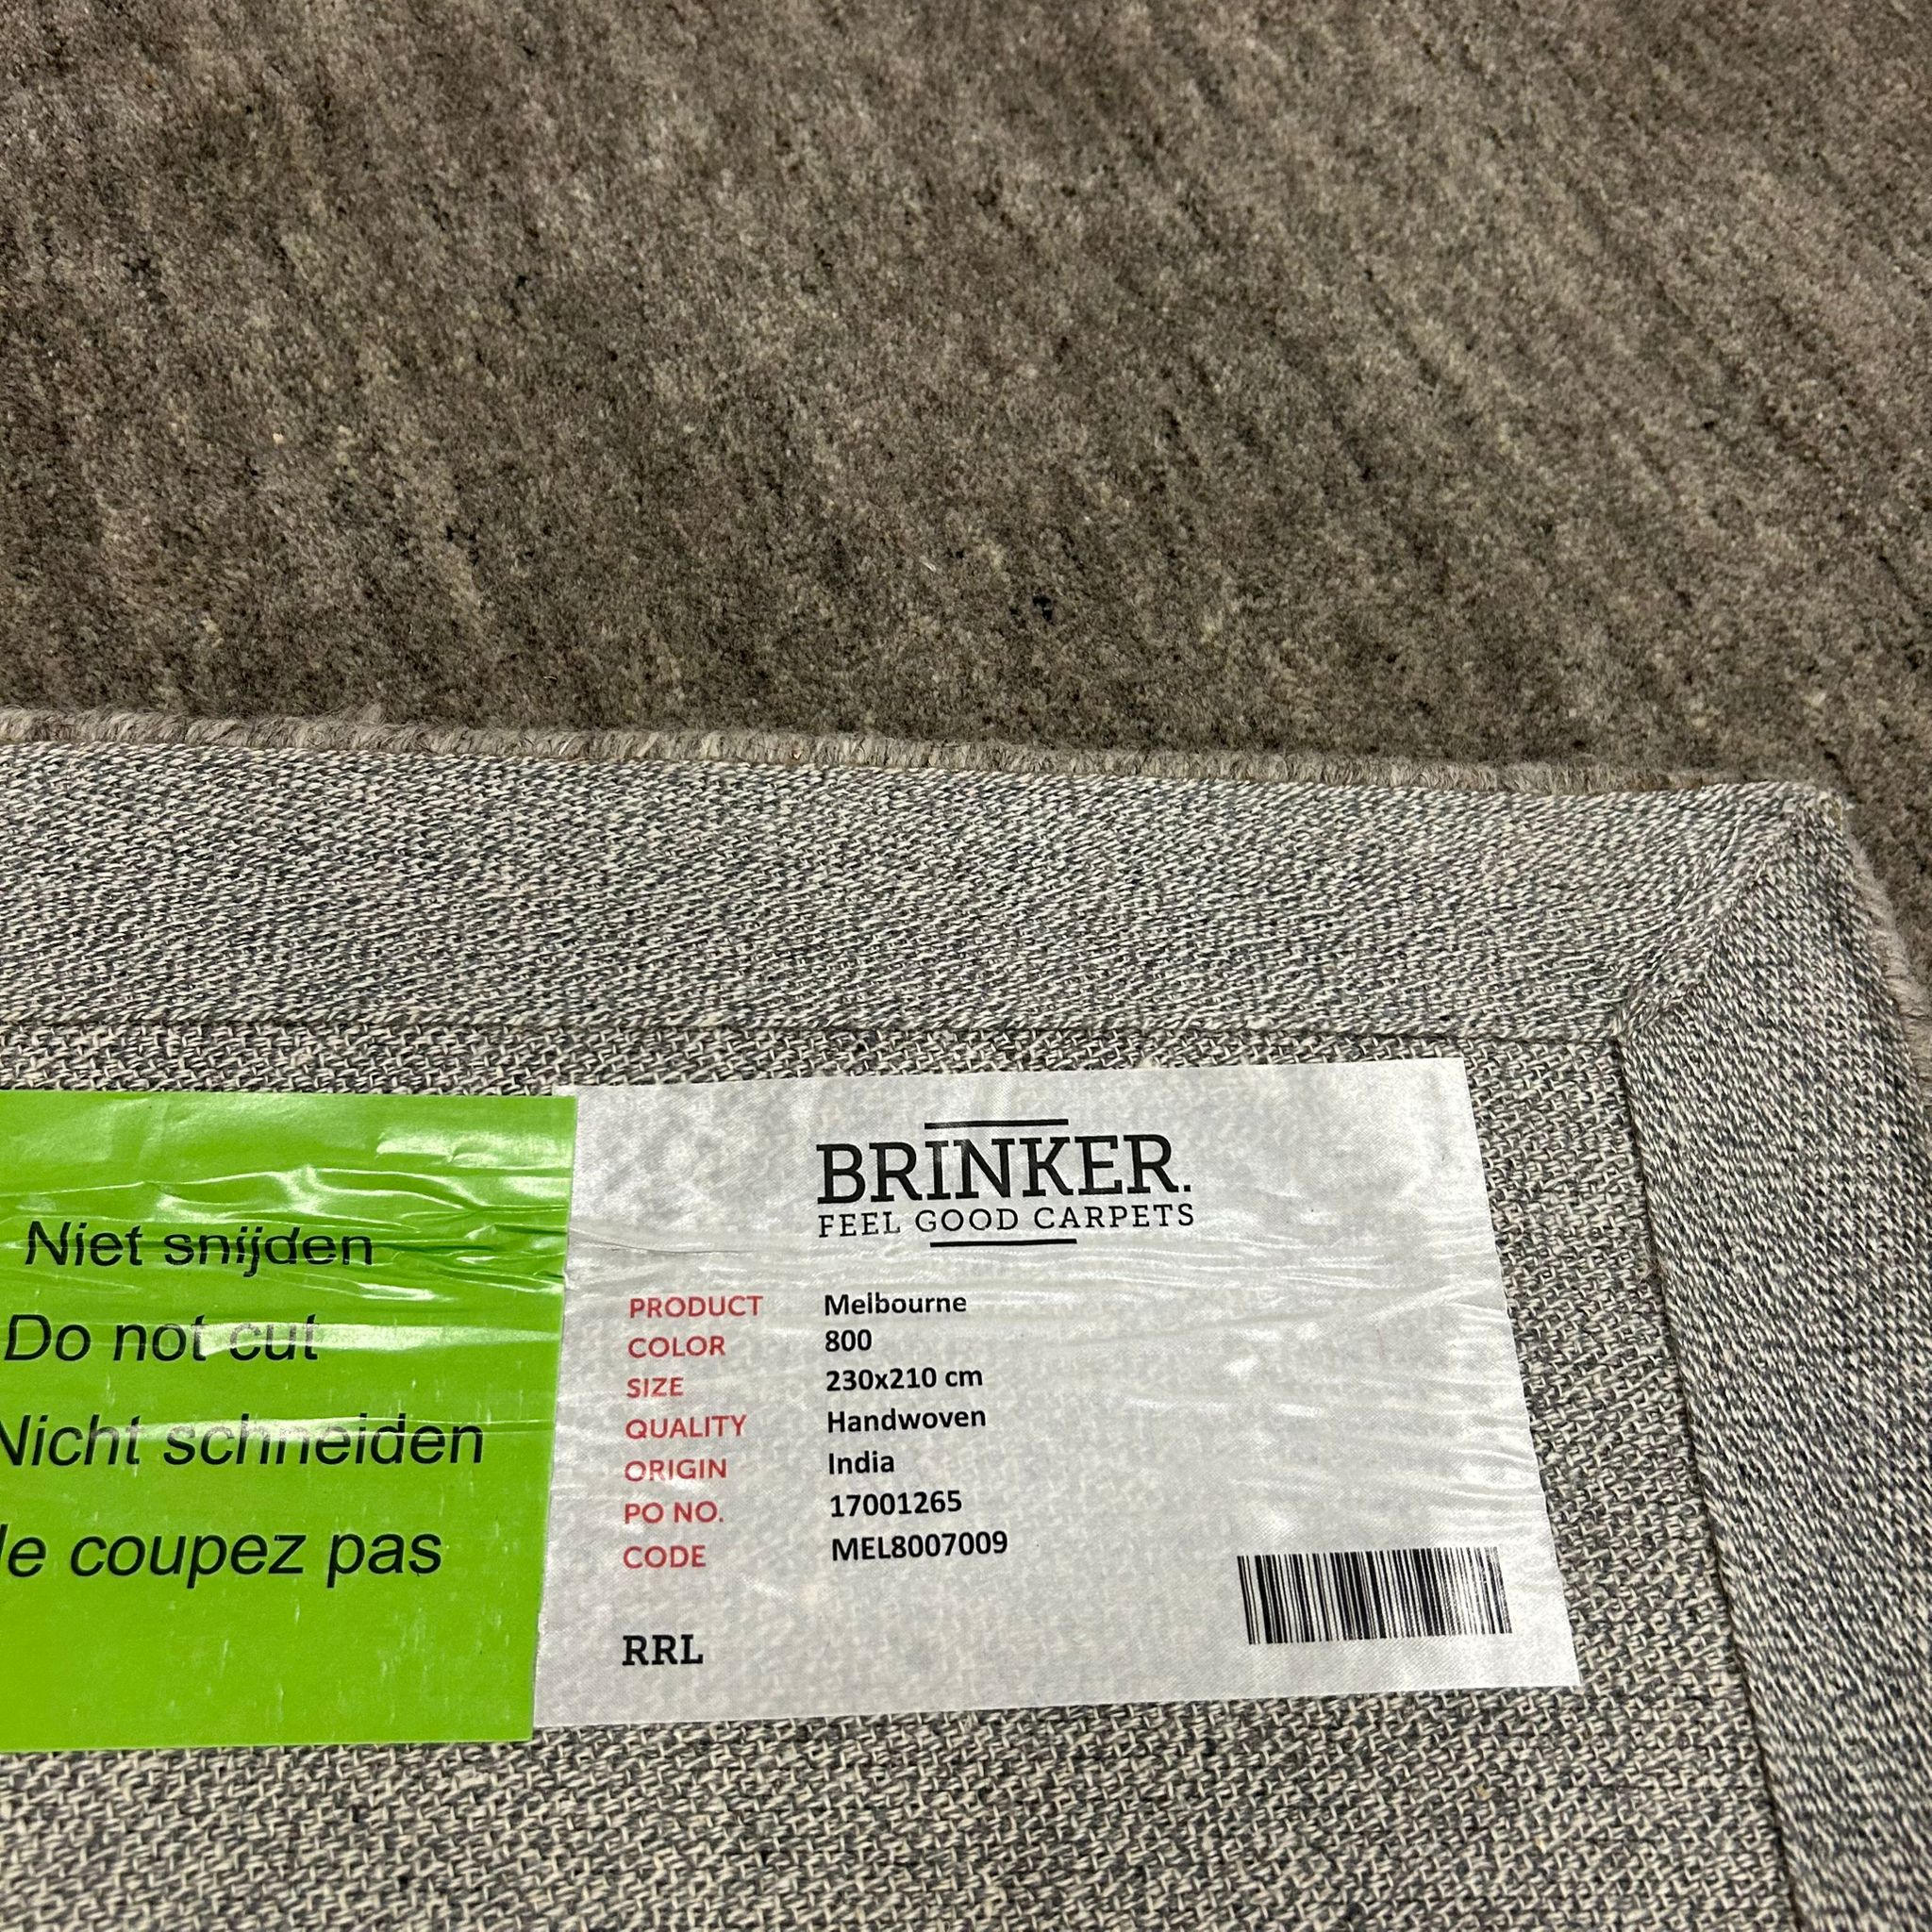 Niet snijden
Do not cut
Nicht schneiden
coupez pas
BRINKER.
FEEL GOOD CARPETS
PRODUCT Melbourne
COLOR 800
SIZE 230x210 cm
QUALITY Handwoven
ORIGIN India
PO NO. 17001265
CODE MEL8007009
RRL